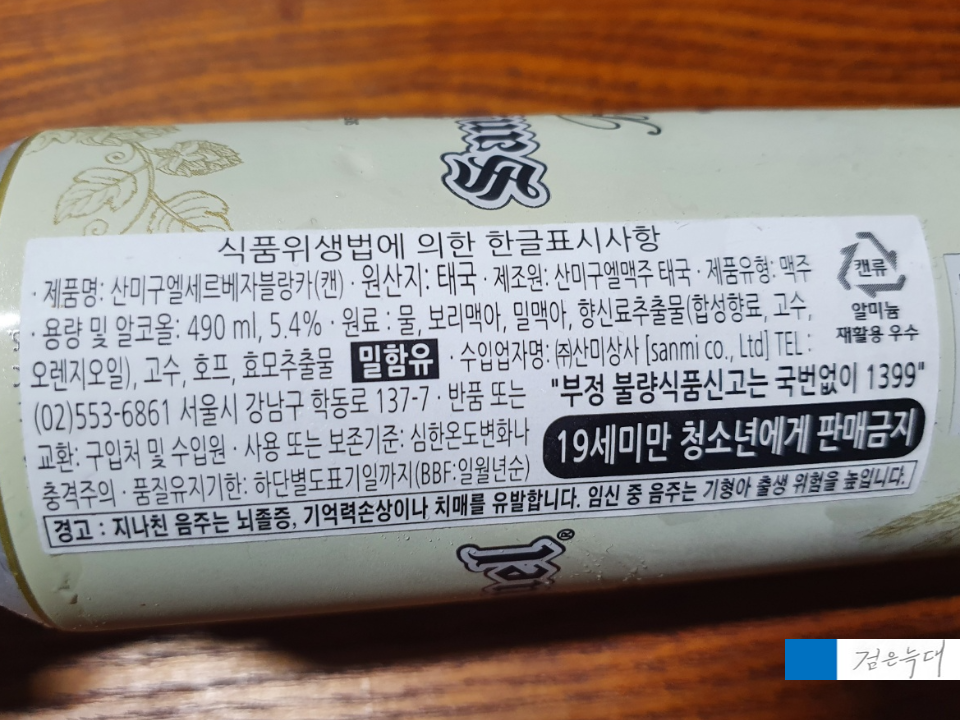 식품위생법에 의한 한글표시사항
· 제품명: 산미구엘세르베자블랑카(캔) · 원산지: 태국 · 제조원: 산미구엘맥주 태국 · 제품유형: 맥주
· 용량 및 알코올: 490 ml, 5.4% · 원료 : 물, 보리맥아, 밀맥아, 향신료추출물(합성향료, 고수,
오렌지오일), 고수, 호프, 효모추출물 밀함유 · 수입업자명: ㈜산미상사 [sanmi co., Ltd] TEL :
(02)553-6861 서울시 강남구 학동로 137-7 · 반품 또는
교환: 구입처 및 수입원 · 사용 또는 보존기준: 심한온도변화나
충격주의 · 품질유지기한: 하단별도표기일까지(BBF:일월년순)
"부정 불량식품신고는 국번없이 1399"
19세미만 청소년에게 판매금지
경고 : 지나친 음주는 뇌졸중, 기억력손상이나 치매를 유발합니다. 임신 중 음주는 기형아 출생 위험을 높입니다.
캔류
알미늄
재활용 우수
검은늑대